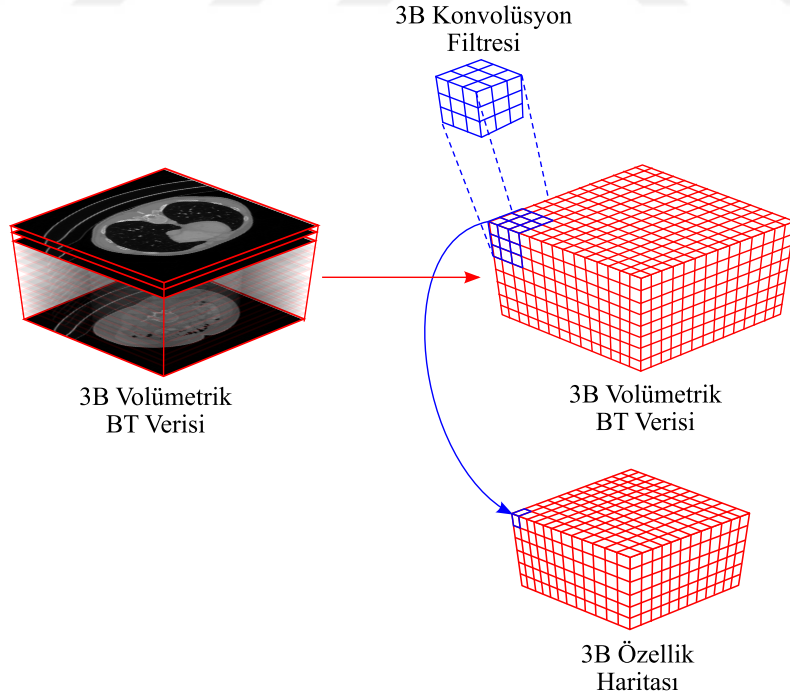 3B Konvolüsyon
Filtresi
3B Volümetrik
BT Verisi
3B Volümetrik
BT Verisi
3B Özellik
Haritası